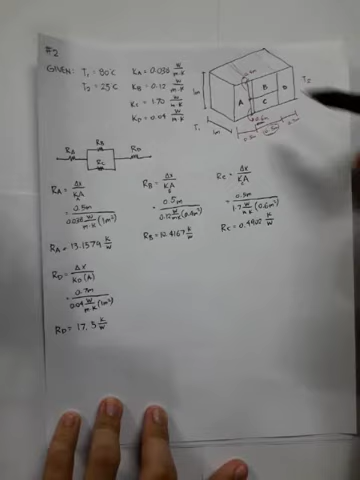 #2
GIVEN: T₁ = 80°C KA = 0.038 W/m·K
T₂ = 25°C KB = 0.12 W/m·K
KC = 1.70 W/m·K
KD = 0.04 W/m·K
1m
A B C D
T₁
T₂
1m
RA RB RC RD
RA = Δx/KA
= 0.5m / 0.038 W/m·K (1m²)
RA = 13.1579 K/W
RB = Δx/KA
= 0.5m / 0.12 W/m·K (0.4m²)
RB = 10.4167 K/W
RC = Δx/KA
= 0.5m / 1.7 W/m·K (0.6m²)
RC = 0.4902 K/W
RD = Δx/KD(A)
= 0.7m / 0.04 W/m·K (1m²)
RD = 17.5 K/W